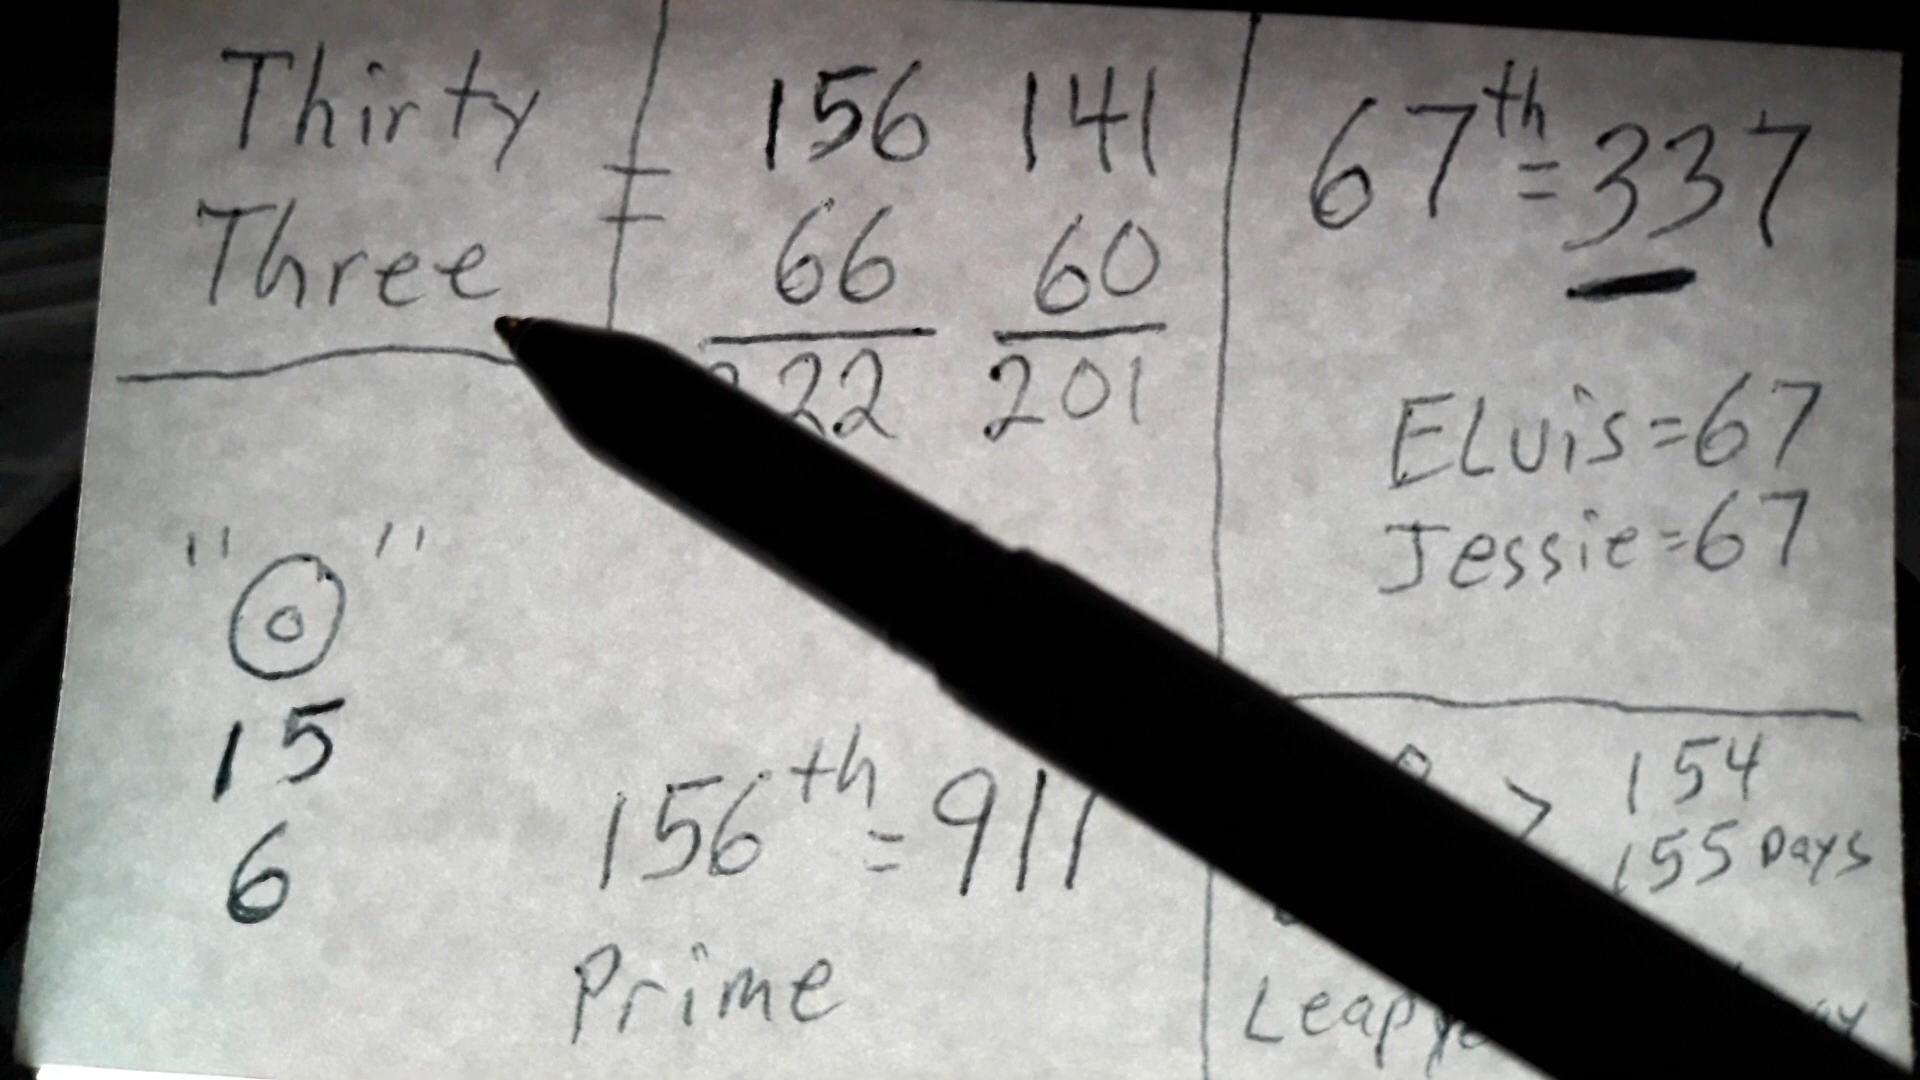 Thirty = 156 141
Three 66 60
22 201
67th = 337
Elvis = 67
Jessie = 67
"O"
15
6
156th = 911
Prime
> 154
155 Days
Leap